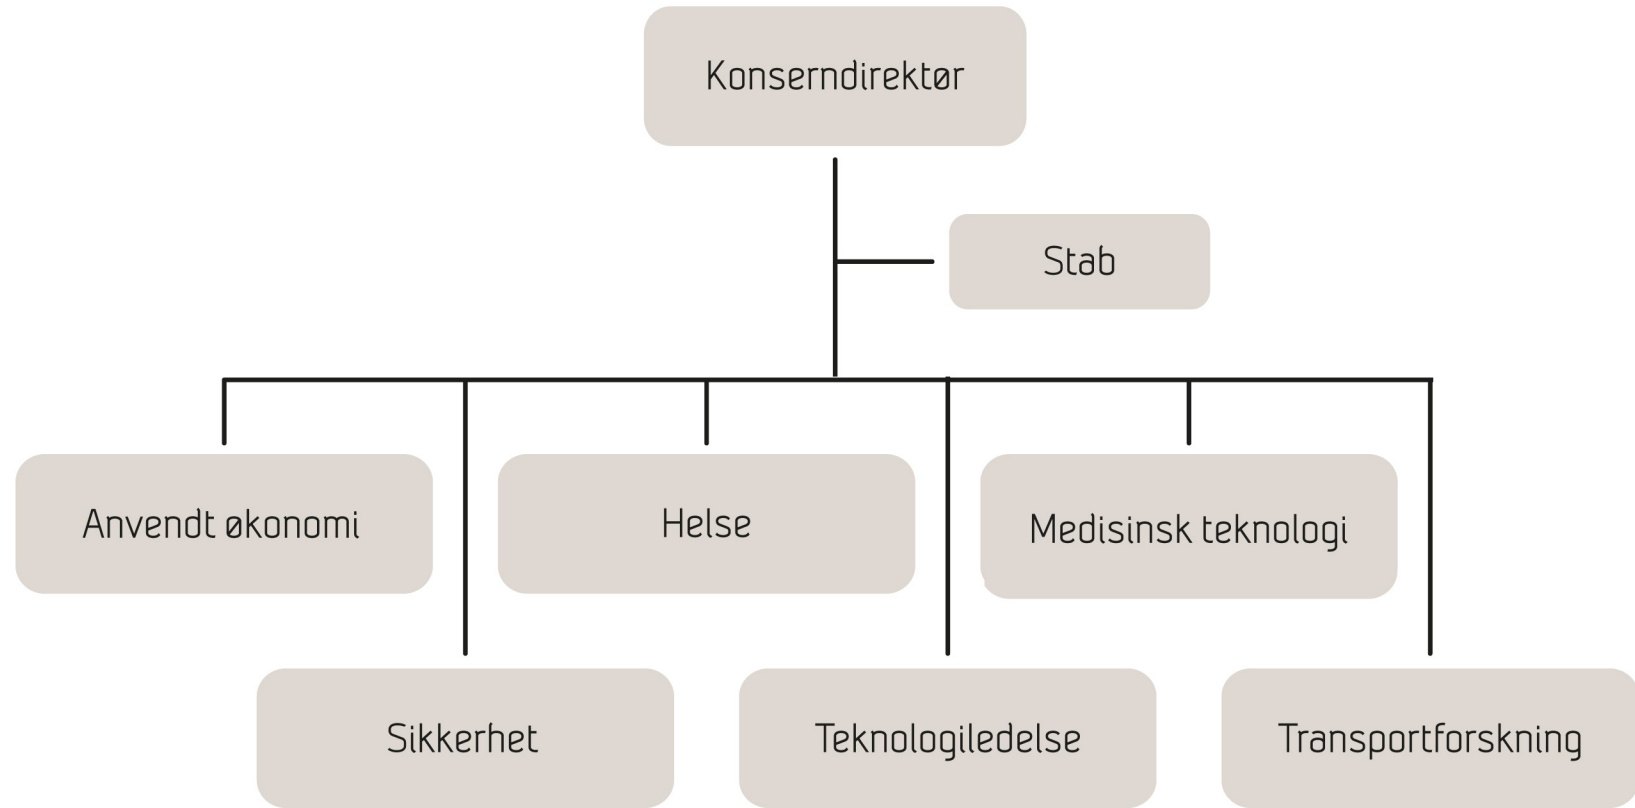 Konserndirektør
Stab
Anvendt økonomi
Helse
Medisinsk teknologi
Sikkerhet
Teknologiledelse
Transportforskning